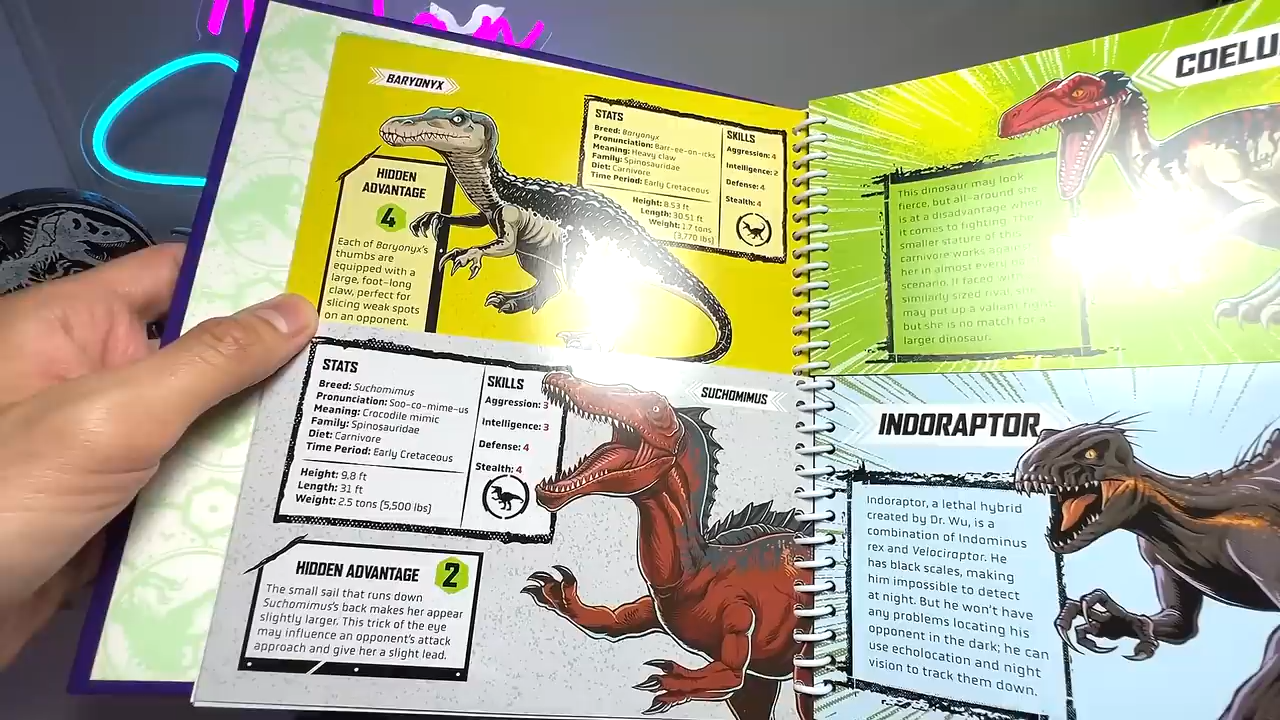 BARYONYX
STATS
Breed: Baryonyx
Pronunciation: Barr-ee-on-icks
Meaning: Heavy claw
Family: Spinosauridae
Diet: Carnivore
Time Period: Early Cretaceous
Height: 8.53 ft
Length: 30.51 ft
Weight: 1.7 tons
(3,770 lbs)
SKILLS
Aggression: 4
Intelligence: 2
Defense: 4
Stealth: 4
HIDDEN
ADVANTAGE
4
Each of Baryonyx's
thumbs are
equipped with a
large, foot-long
claw, perfect for
slicing weak spots
on an opponent.
STATS
Breed: Suchomimus
Pronunciation: Soo-co-mime-us
Meaning: Crocodile mimic
Family: Spinosauridae
Diet: Carnivore
Time Period: Early Cretaceous
Height: 9.8 ft
Length: 31 ft
Weight: 2.5 tons (5,500 lbs)
SKILLS
Aggression: 3
Intelligence: 3
Defense: 4
Stealth: 4
SUCHOMIMUS
HIDDEN ADVANTAGE 2
The small sail that runs down
Suchomimus's back makes her appear
slightly larger. This trick of the eye
may influence an opponent's attack
approach and give her a slight lead.
COELU
This dinosaur may look
fierce, but all-around she
is at a disadvantage when
it comes to fighting. The
smaller stature of this
carnivore works against
her in almost every
scenario. If faced with a
similarly sized rival, she
may put up a valiant fight,
but she is no match for a
larger dinosaur.
INDORAPTOR
Indoraptor, a lethal hybrid
created by Dr. Wu, is a
combination of Indominus
rex and Velociraptor. He
has black scales, making
him impossible to detect
at night. But he won't have
any problems locating his
opponent in the dark; he can
use echolocation and night
vision to track them down.